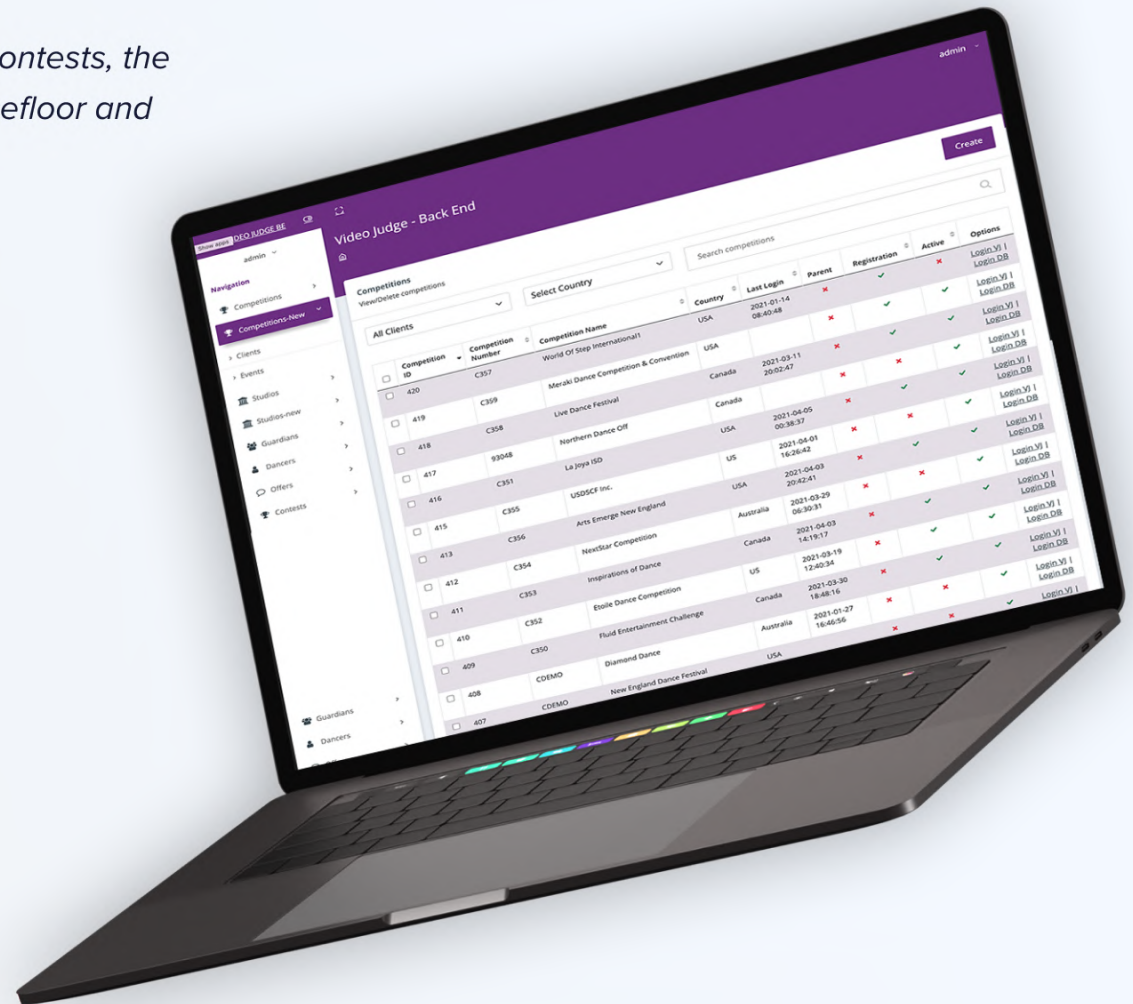 ontests, the
efloor and
admin
Show apps
DEO JUDGE BE
admin
Navigation
Competitions
Competitions-New
Clients
Events
Studios
Studios-new
Guardians
Dancers
Offers
Contests
Guardians
Dancers
Video Judge - Back End
Create
Competitions
View/Delete competitions
All Clients
Select Country
Search competitions
Competition ID Competition Number Competition Name Country Last Login Parent Registration Active Options
420 C357 World Of Step International1 USA 2021-01-14 08:40:48 Login VJ | Login DB
419 C359 Meraki Dance Competition & Convention USA Login VJ | Login DB
418 C358 Live Dance Festival Canada 2021-03-11 20:02:47 Login VJ | Login DB
417 93048 Northern Dance Off Canada Login VJ | Login DB
416 C351 La Joya ISD USA 2021-04-05 00:38:37 Login VJ | Login DB
415 C355 USDSCF Inc. US 2021-04-01 16:26:42 Login VJ | Login DB
413 C356 Arts Emerge New England USA 2021-04-03 20:42:41 Login VJ | Login DB
412 C354 NextStar Competition Australia 2021-03-29 06:30:31 Login VJ | Login DB
411 C353 Inspirations of Dance Canada 2021-04-03 14:19:17 Login VJ | Login DB
410 C352 Etoile Dance Competition US 2021-03-19 12:40:34 Login VJ | Login DB
409 C350 Fluid Entertainment Challenge Canada 2021-03-30 18:48:16 Login VJ | Login DB
408 CDEMO Diamond Dance Australia 2021-01-27 16:46:56 Login VJ | Login DB
407 CDEMO New England Dance Festival USA Login VJ |